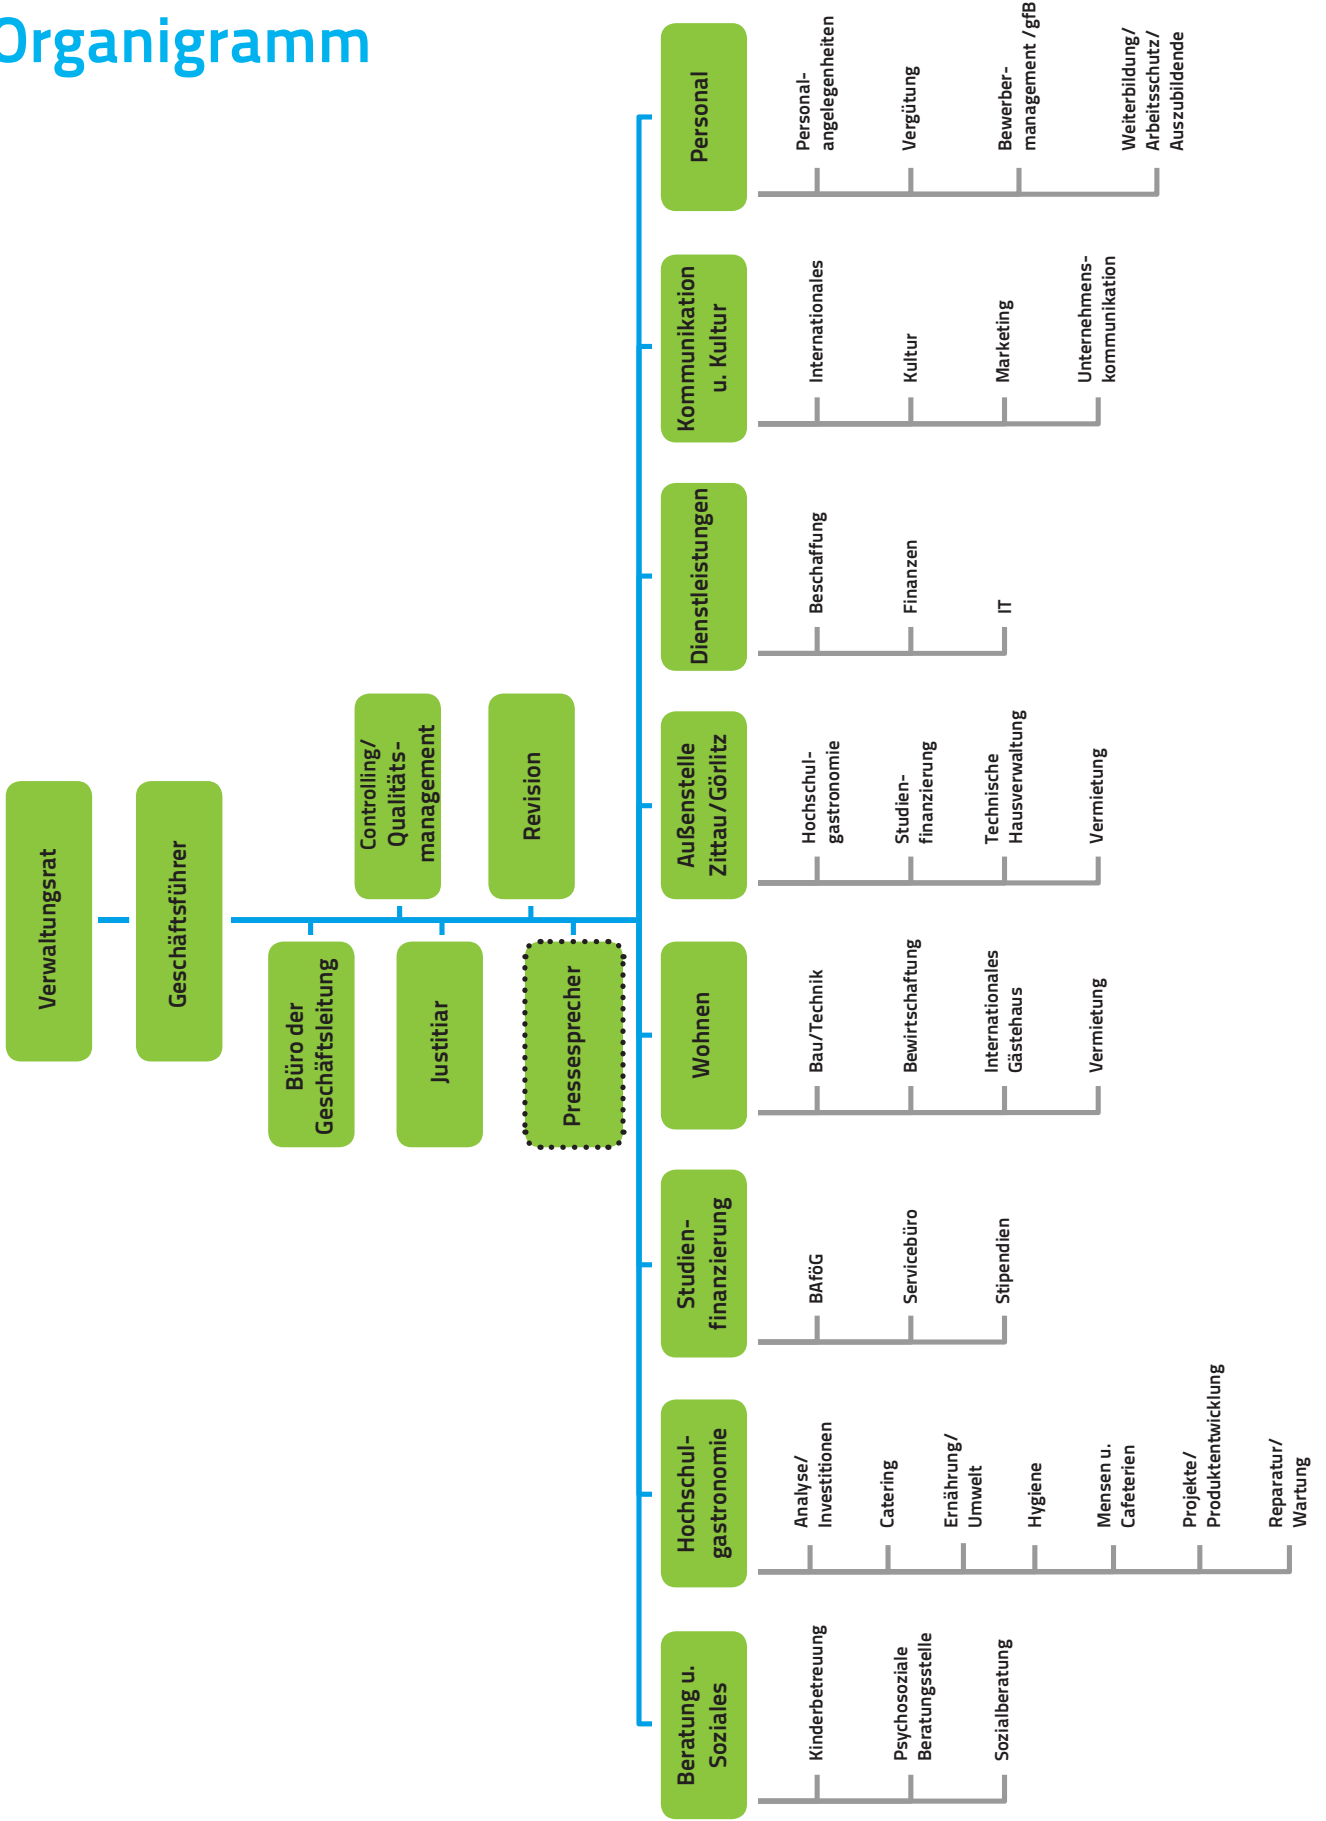 Organigramm
Verwaltungsrat
Geschäftsführer
Büro der
Geschäftsleitung
Controlling/
Qualitäts-
management
Justitiar
Revision
Pressesprecher
Beratung u.
Soziales
Kinderbetreuung
Psychosoziale
Beratungsstelle
Sozialberatung
Hochschul-
gastronomie
Analyse/
Investitionen
Catering
Ernährung/
Umwelt
Hygiene
Mensen u.
Cafeterien
Projekte/
Produktentwicklung
Reparatur/
Wartung
Studien-
finanzierung
BAföG
Servicebüro
Stipendien
Wohnen
Bau/Technik
Bewirtschaftung
Internationales
Gästehaus
Vermietung
Außenstelle
Zittau/Görlitz
Hochschul-
gastronomie
Studien-
finanzierung
Technische
Hausverwaltung
Vermietung
Dienstleistungen
Beschaffung
Finanzen
IT
Kommunikation
u. Kultur
Internationales
Kultur
Marketing
Unternehmens-
kommunikation
Personal
Personal-
angelegenheiten
Vergütung
Bewerber-
management /gfB
Weiterbildung/
Arbeitsschutz/
Auszubildende